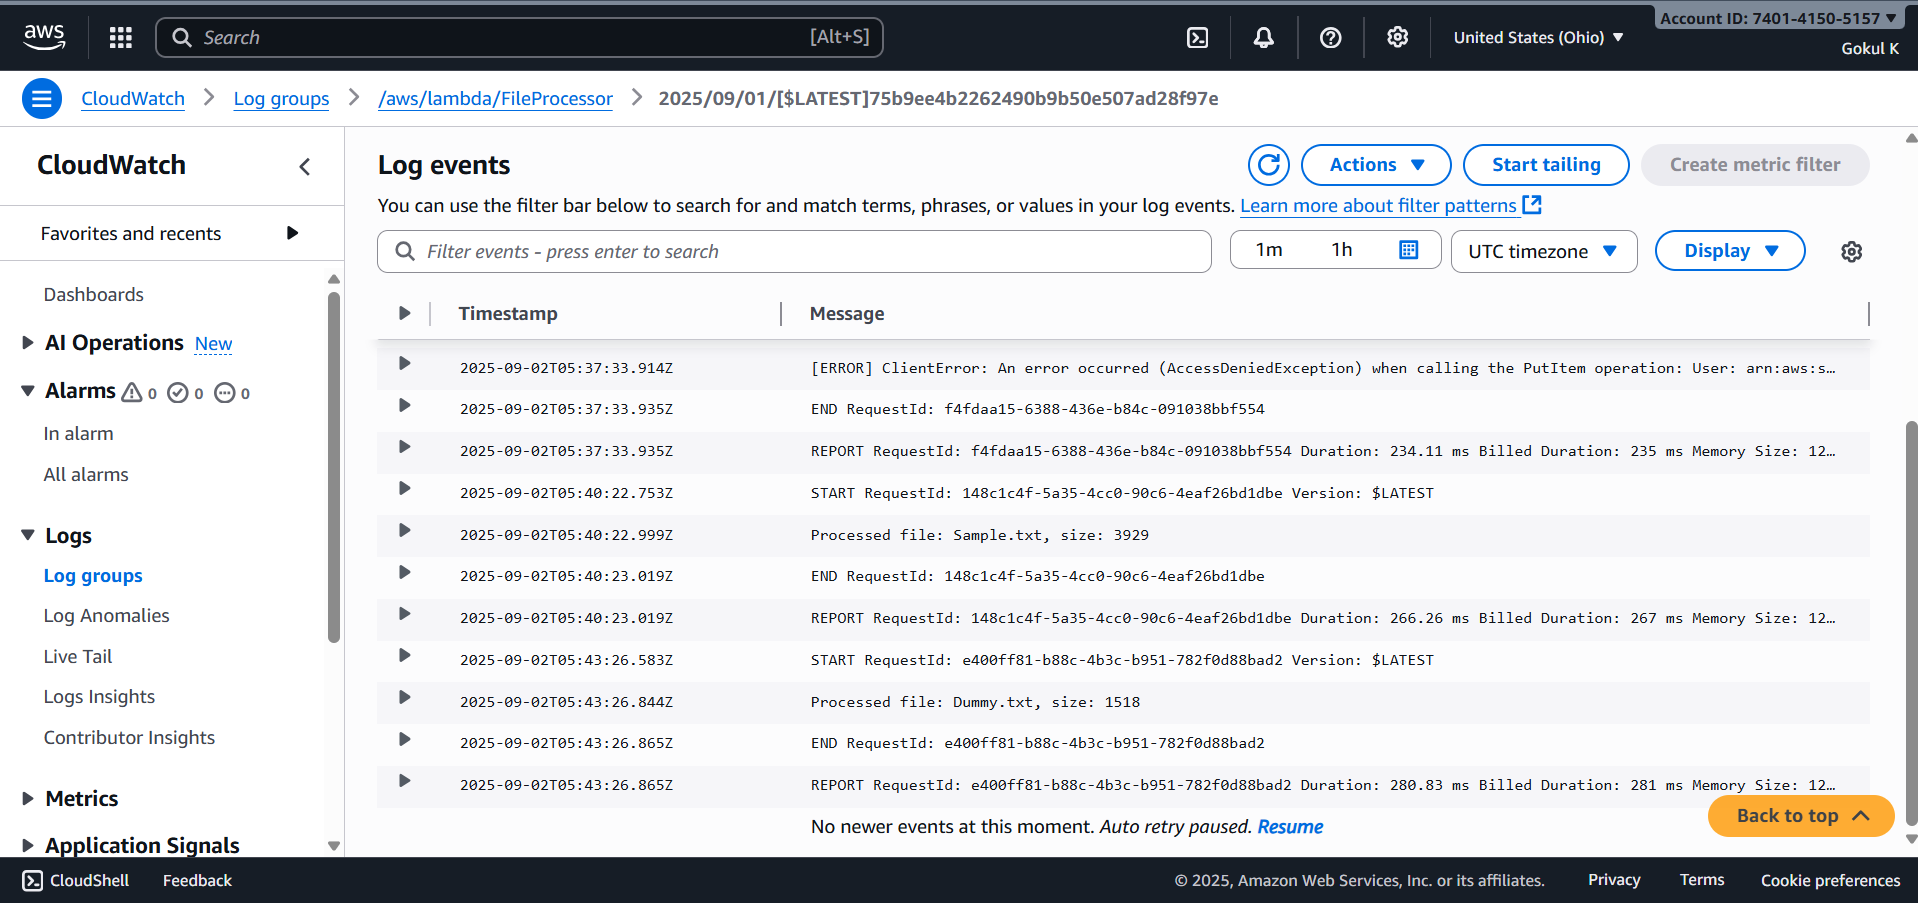 aws
Search
[Alt+S]
United States (Ohio)
Account ID: 7401-4150-5157
Gokul K
CloudWatch
Log groups
/aws/lambda/FileProcessor
2025/09/01/[$LATEST]75b9ee4b2262490b9b50e507ad28f97e
CloudWatch
Favorites and recents
Dashboards
AI Operations New
Alarms 0 0 0
In alarm
All alarms
Logs
Log groups
Log Anomalies
Live Tail
Logs Insights
Contributor Insights
Metrics
Application Signals
Log events
Actions
Start tailing
Create metric filter
You can use the filter bar below to search for and match terms, phrases, or values in your log events. Learn more about filter patterns
Filter events - press enter to search
1m 1h
UTC timezone
Display
Timestamp Message
2025-09-02T05:37:33.914Z [ERROR] ClientError: An error occurred (AccessDeniedException) when calling the PutItem operation: User: arn:aws:s…
2025-09-02T05:37:33.935Z END RequestId: f4fdaa15-6388-436e-b84c-091038bbf554
2025-09-02T05:37:33.935Z REPORT RequestId: f4fdaa15-6388-436e-b84c-091038bbf554 Duration: 234.11 ms Billed Duration: 235 ms Memory Size: 12…
2025-09-02T05:40:22.753Z START RequestId: 148c1c4f-5a35-4cc0-90c6-4eaf26bd1dbe Version: $LATEST
2025-09-02T05:40:22.999Z Processed file: Sample.txt, size: 3929
2025-09-02T05:40:23.019Z END RequestId: 148c1c4f-5a35-4cc0-90c6-4eaf26bd1dbe
2025-09-02T05:40:23.019Z REPORT RequestId: 148c1c4f-5a35-4cc0-90c6-4eaf26bd1dbe Duration: 266.26 ms Billed Duration: 267 ms Memory Size: 12…
2025-09-02T05:43:26.583Z START RequestId: e400ff81-b88c-4b3c-b951-782f0d88bad2 Version: $LATEST
2025-09-02T05:43:26.844Z Processed file: Dummy.txt, size: 1518
2025-09-02T05:43:26.865Z END RequestId: e400ff81-b88c-4b3c-b951-782f0d88bad2
2025-09-02T05:43:26.865Z REPORT RequestId: e400ff81-b88c-4b3c-b951-782f0d88bad2 Duration: 280.83 ms Billed Duration: 281 ms Memory Size: 12…
No newer events at this moment. Auto retry paused. Resume
Back to top
CloudShell
Feedback
© 2025, Amazon Web Services, Inc. or its affiliates.
Privacy
Terms
Cookie preferences